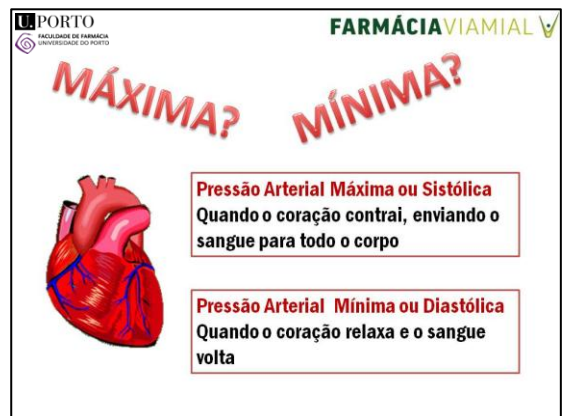 U. PORTO
FACULDADE DE FARMÁCIA
UNIVERSIDADE DO PORTO
FARMÁCIAVIAMIAL
MÁXIMA?
MÍNIMA?
Pressão Arterial Máxima ou Sistólica
Quando o coração contrai, enviando o
sangue para todo o corpo
Pressão Arterial Mínima ou Diastólica
Quando o coração relaxa e o sangue
volta